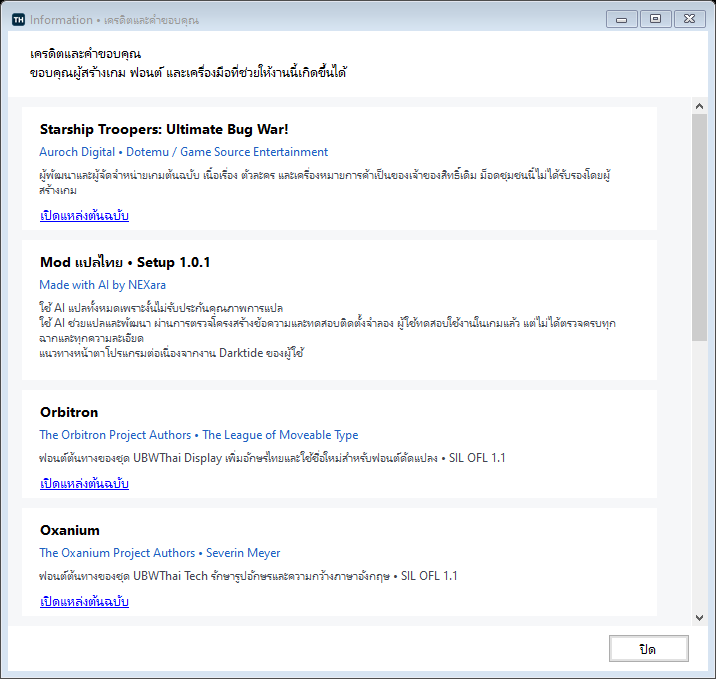 TH Information • เครดิตและคำขอบคุณ
เครดิตและคำขอบคุณ
ขอบคุณผู้สร้างเกม ฟอนต์ และเครื่องมือที่ช่วยให้งานนี้เกิดขึ้นได้
Starship Troopers: Ultimate Bug War!
Auroch Digital • Dotemu / Game Source Entertainment
ผู้พัฒนาและผู้จัดจำหน่ายเกมต้นฉบับ เนื้อเรื่อง ตัวละคร และเครื่องหมายการค้าเป็นของเจ้าของสิทธิ์เดิม ม็อดชุมชนนี้ไม่ได้รับรองโดยผู้
สร้างเกม
เปิดแหล่งต้นฉบับ
Mod แปลไทย • Setup 1.0.1
Made with AI by NEXara
ใช้ AI แปลทั้งหมดเพราะงั้นไม่รับประกันคุณภาพการแปล
ใช้ AI ช่วยแปลและพัฒนา ผ่านการตรวจโครงสร้างข้อความและทดสอบติดตั้งจำลอง ผู้ใช้ทดสอบใช้งานในเกมแล้ว แต่ไม่ได้ตรวจครบทุก
ฉากและทุกความละเอียด
แนวทางหน้าตาโปรแกรมต่อเนื่องจากงาน Darktide ของผู้ใช้
Orbitron
The Orbitron Project Authors • The League of Moveable Type
ฟอนต์ต้นทางของชุด UBWThai Display เพิ่มอักษรไทยและใช้ชื่อใหม่สำหรับฟอนต์ดัดแปลง • SIL OFL 1.1
เปิดแหล่งต้นฉบับ
Oxanium
The Oxanium Project Authors • Severin Meyer
ฟอนต์ต้นทางของชุด UBWThai Tech รักษารูปอักษรและความกว้างภาษาอังกฤษ • SIL OFL 1.1
เปิดแหล่งต้นฉบับ
ปิด